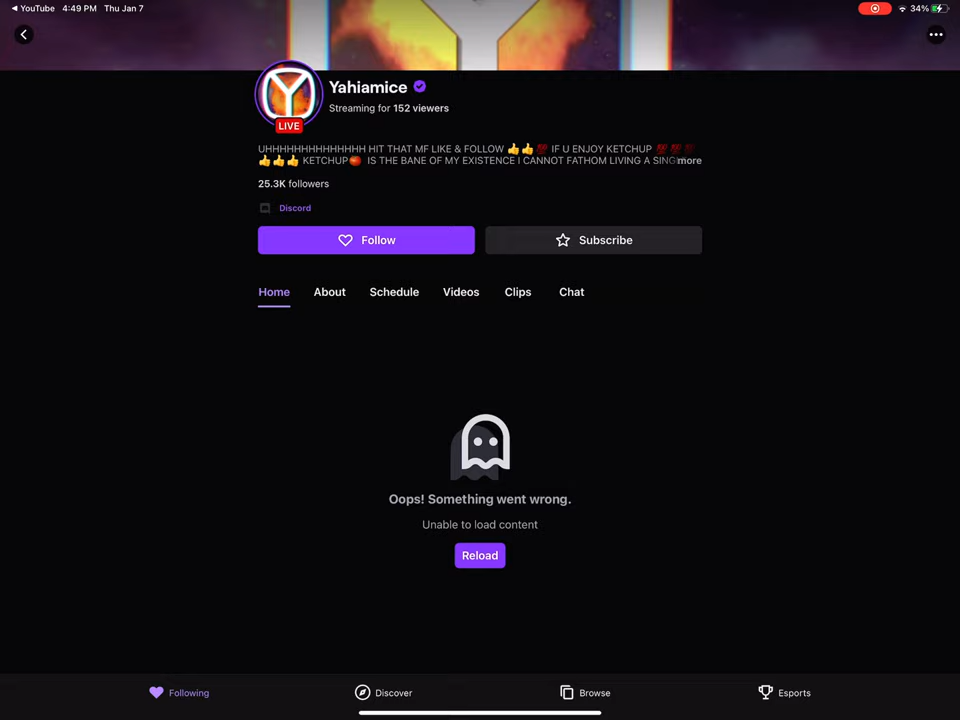 YouTube 4:49 PM Thu Jan 7 34%
Yahiamice
Streaming for 152 viewers
LIVE
UHHHHHHHHHHHHHH HIT THAT MF LIKE & FOLLOW 👍👍💯 IF U ENJOY KETCHUP 💯💯💯
👍👍👍 KETCHUP🍅 IS THE BANE OF MY EXISTENCE I CANNOT FATHOM LIVING A more
25.3K followers
Discord
Follow Subscribe
Home About Schedule Videos Clips Chat
Oops! Something went wrong.
Unable to load content
Reload
Following Discover Browse Esports